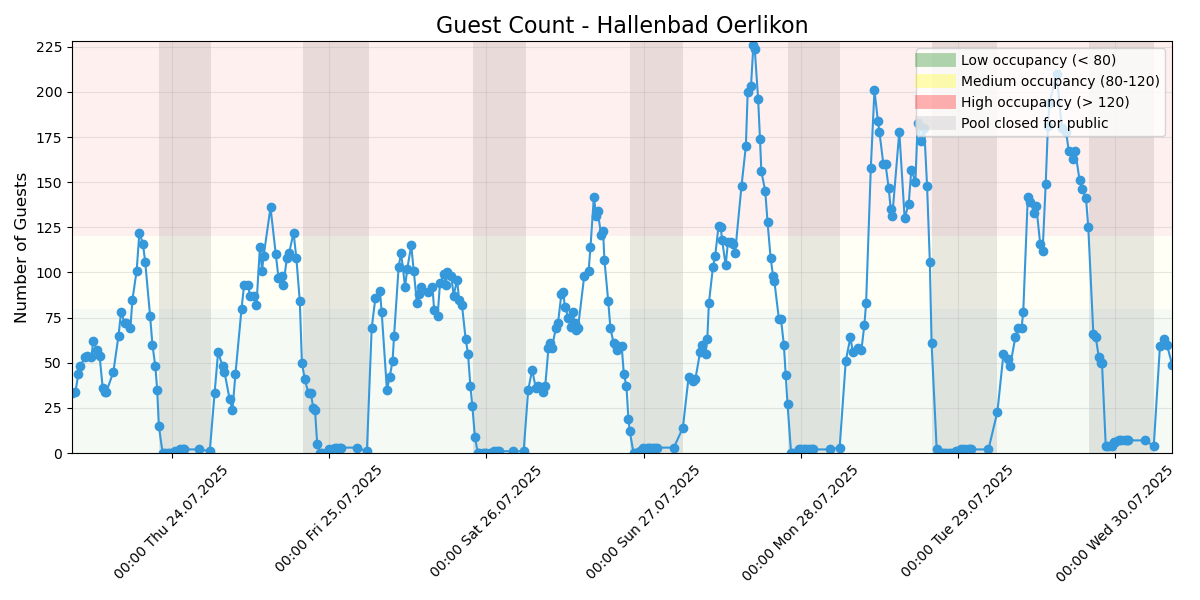 Guest Count - Hallenbad Oerlikon
Number of Guests
225
200
175
150
125
100
75
50
25
0
Low occupancy (< 80)
Medium occupancy (80-120)
High occupancy (> 120)
Pool closed for public
00:00 Thu 24.07.2025
00:00 Fri 25.07.2025
00:00 Sat 26.07.2025
00:00 Sun 27.07.2025
00:00 Mon 28.07.2025
00:00 Tue 29.07.2025
00:00 Wed 30.07.2025